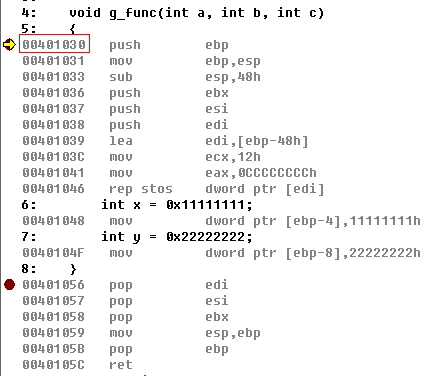 4:    void g_func(int a, int b, int c)
5:    {
00401030   push        ebp
00401031   mov         ebp,esp
00401033   sub         esp,48h
00401036   push        ebx
00401037   push        esi
00401038   push        edi
00401039   lea         edi,[ebp-48h]
0040103C   mov         ecx,12h
00401041   mov         eax,0CCCCCCCCh
00401046   rep stos    dword ptr [edi]
6:        int x = 0x11111111;
00401048   mov         dword ptr [ebp-4],11111111h
7:        int y = 0x22222222;
0040104F   mov         dword ptr [ebp-8],22222222h
8:    }
00401056   pop         edi
00401057   pop         esi
00401058   pop         ebx
00401059   mov         esp,ebp
0040105B   pop         ebp
0040105C   ret